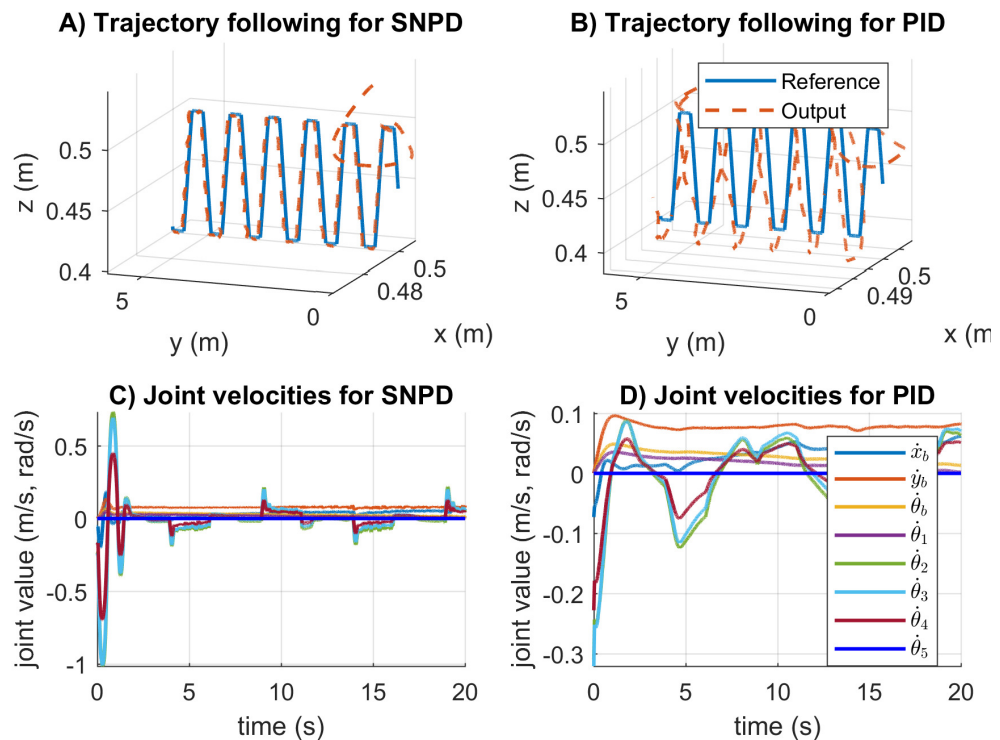 A) Trajectory following for SNPD
B) Trajectory following for PID
Reference
Output
z (m)
0.5
0.45
0.4
5
0
0.5
0.48
y (m)
x (m)
z (m)
0.5
0.45
0.4
5
0
0.5
0.49
y (m)
x (m)
C) Joint velocities for SNPD
D) Joint velocities for PID
joint value (m/s, rad/s)
0.5
0
-0.5
-1
0 5 10 15 20
time (s)
joint value (m/s, rad/s)
0.1
0
-0.1
-0.2
-0.3
0 5 10 15 20
time (s)
ẋ_b
ẏ_b
θ̇_b
θ̇_1
θ̇_2
θ̇_3
θ̇_4
θ̇_5